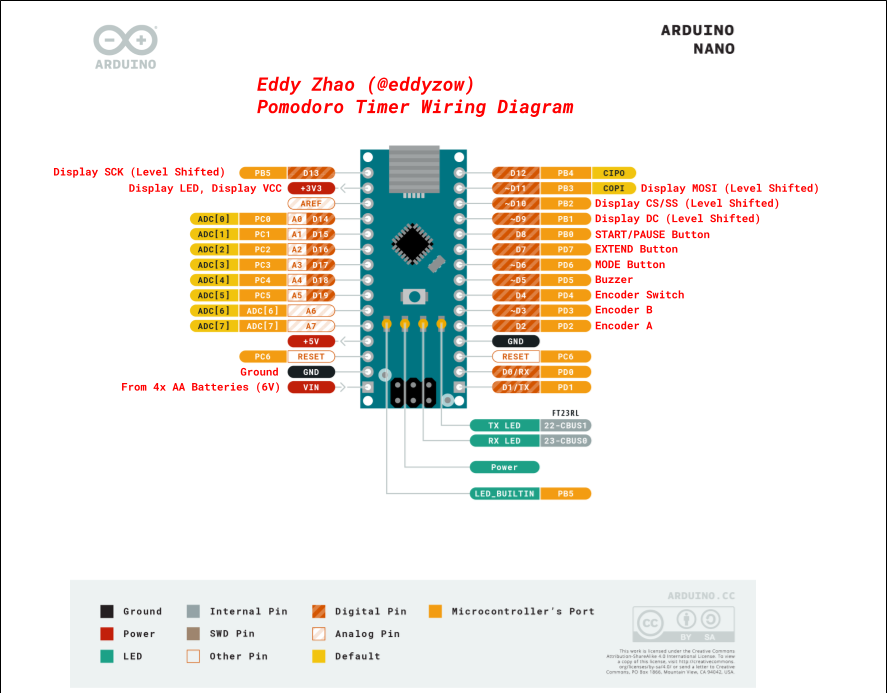 ARDUINO
ARDUINO
NANO
Eddy Zhao (@eddyzow)
Pomodoro Timer Wiring Diagram
Display SCK (Level Shifted) PB5 D13 D12 PB4 CIPO
Display LED, Display VCC +3V3 ~D11 PB3 COPI Display MOSI (Level Shifted)
AREF ~D10 PB2 Display CS/SS (Level Shifted)
ADC[0] PC0 A0 D14 ~D9 PB1 Display DC (Level Shifted)
ADC[1] PC1 A1 D15 D8 PB0 START/PAUSE Button
ADC[2] PC2 A2 D16 D7 PD7 EXTEND Button
ADC[3] PC3 A3 D17 ~D6 PD6 MODE Button
ADC[4] PC4 A4 D18 ~D5 PD5 Buzzer
ADC[5] PC5 A5 D19 D4 PD4 Encoder Switch
ADC[6] ADC[6] A6 ~D3 PD3 Encoder B
ADC[7] ADC[7] A7 D2 PD2 Encoder A
+5V GND
PC6 RESET RESET PC6
Ground GND D0/RX PD0
From 4x AA Batteries (6V) VIN D1/TX PD1
FT23RL
TX LED 22-CBUS1
RX LED 23-CBUS0
Power
LED_BUILTIN PB5
ARDUINO.CC
Ground Internal Pin Digital Pin Microcontroller's Port
Power SWD Pin Analog Pin
LED Other Pin Default
CC BY SA
This work is licensed under the Creative Commons
Attribution-ShareAlike 4.0 International License. To view
a copy of this license, visit http://creativecommons.
org/licenses/by-sa/4.0/ or send a letter to Creative
Commons, PO Box 1866, Mountain View, CA 94042, USA.